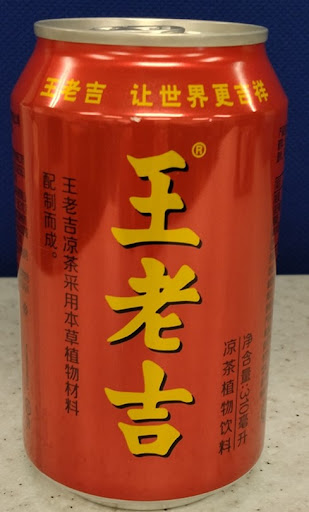 王老吉 让世界更吉祥
王老吉®
王老吉凉茶采用本草植物材料
配制而成。
净含量:310毫升
凉茶植物饮料